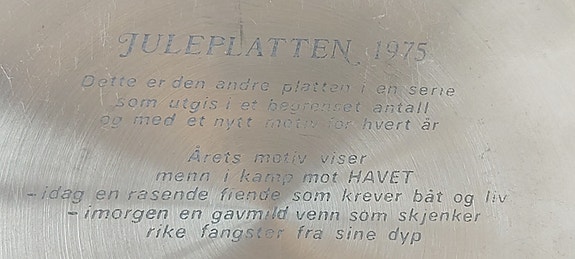 JULEPLATTEN 1975
Dette er den andre platten i en serie
som utgis i et begrenset antall
og med et nytt motiv for hvert år
Årets motiv viser
menn i kamp mot HAVET
- idag en rasende fiende som krever båt og liv
- imorgen en gavmild venn som skjenker
rike fangster fra sine dyp